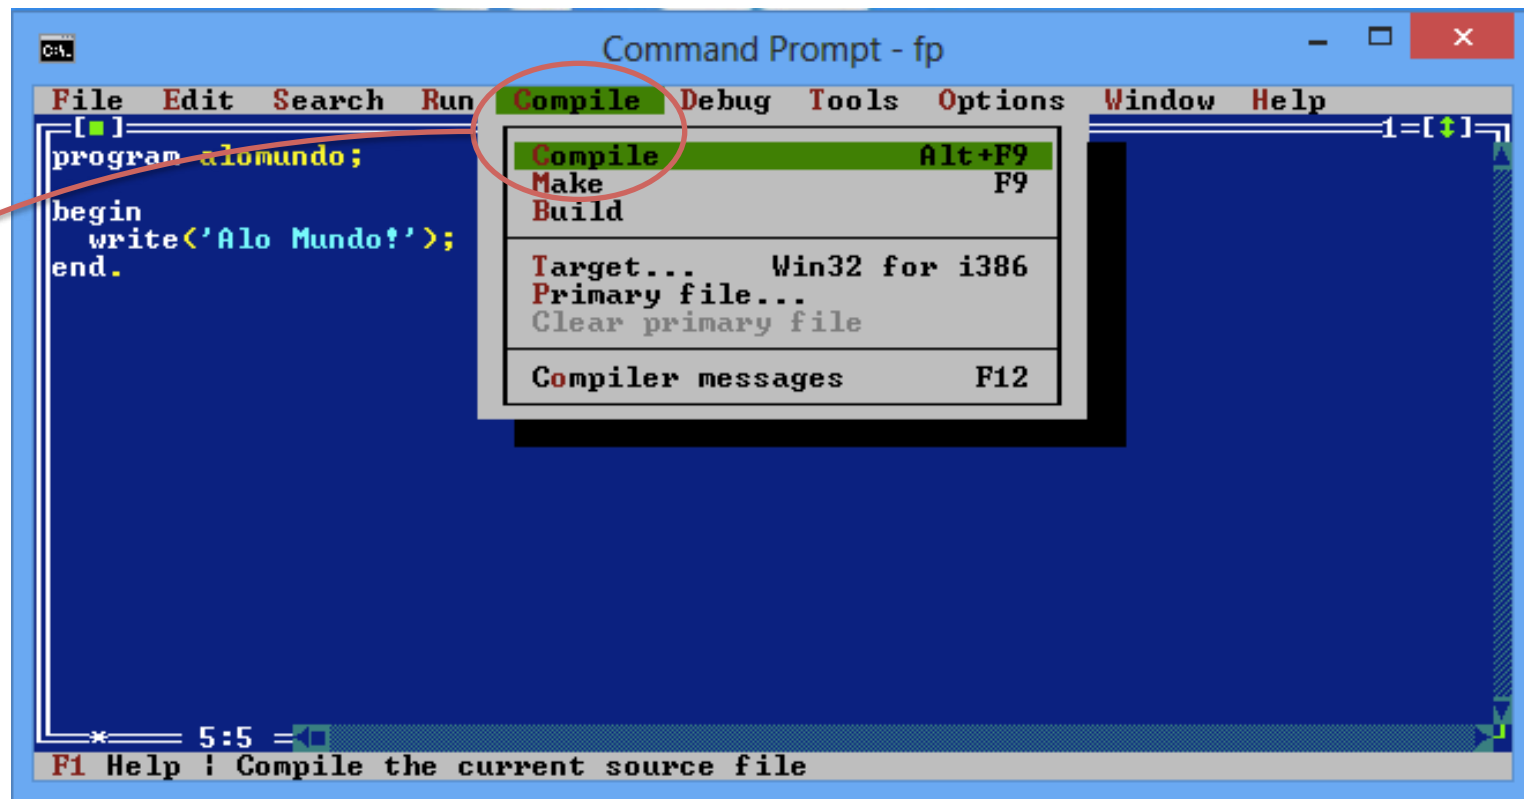 C:\.
Command Prompt - fp
File Edit Search Run Compile Debug Tools Options Window Help
[■] 1=[↕]
program alomundo;
begin
write('Alo Mundo!');
end.
Compile Alt+F9
Make F9
Build
Target... Win32 for i386
Primary file...
Clear primary file
Compiler messages F12
* 5:5
F1 Help | Compile the current source file